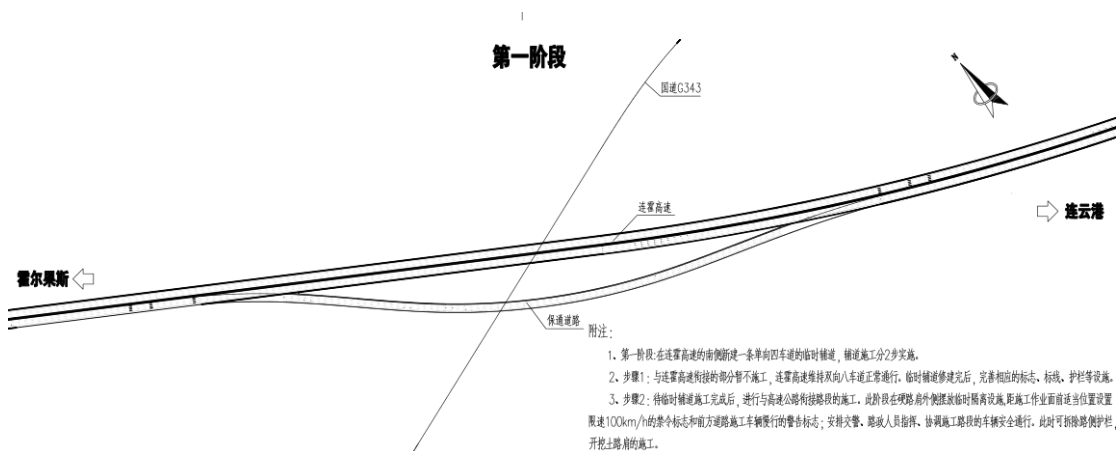 第一阶段
国道G343
N
连霍高速
连云港
霍尔果斯
保通道路
附注：
1、第一阶段:在连霍高速的南侧新建一条单向四车道的临时辅道，辅道施工分2步实施。
2、步骤1：与连霍高速衔接的部分暂不施工，连霍高速维持双向八车道正常通行。临时辅道修建完后，完善相应的标志、标线、护栏等设施。
3、步骤2：待临时辅道施工完成后，进行与高速公路衔接路段的施工。此阶段在硬路肩外侧摆放临时隔离设施,距施工作业面前适当位置设置
限速100km/h的禁令标志和前方道路施工车辆慢行的警告标志；安排交警、路政人员指挥、协调施工路段的车辆安全通行。此时可拆除路侧护栏，
开挖土路肩的施工。